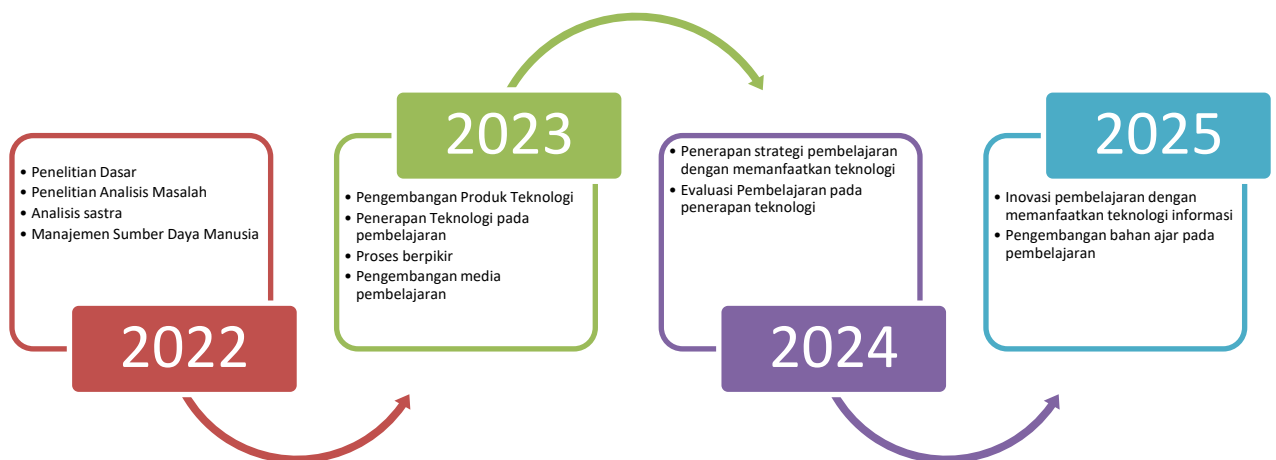 • Penelitian Dasar
• Penelitian Analisis Masalah
• Analisis sastra
• Manajemen Sumber Daya Manusia
2022
2023
• Pengembangan Produk Teknologi
• Penerapan Teknologi pada
pembelajaran
• Proses berpikir
• Pengembangan media
pembelajaran
• Penerapan strategi pembelajaran
dengan memanfaatkan teknologi
• Evaluasi Pembelajaran pada
penerapan teknologi
2024
2025
• Inovasi pembelajaran dengan
memanfaatkan teknologi informasi
• Pengembangan bahan ajar pada
pembelajaran